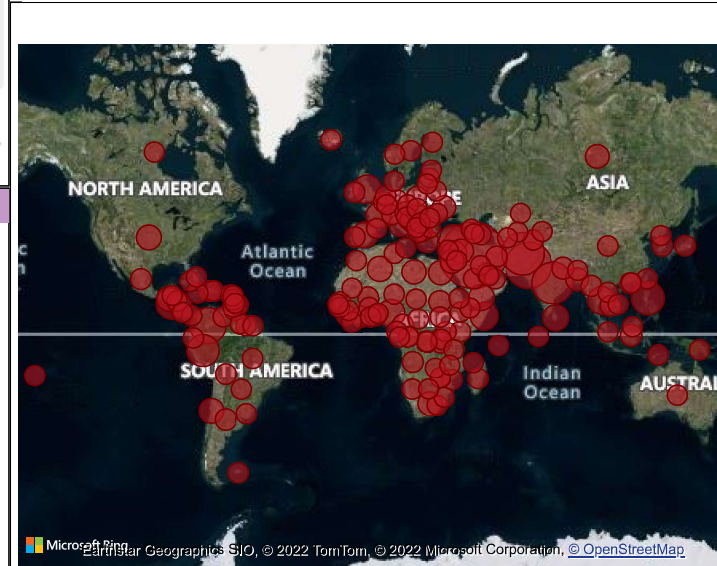 NORTH AMERICA
ASIA
Atlantic
Ocean
SOUTH AMERICA
Indian
Ocean
Microsoft Bing
Earthstar Geographics SIO, © 2022 TomTom, © 2022 Microsoft Corporation, © OpenStreetMap